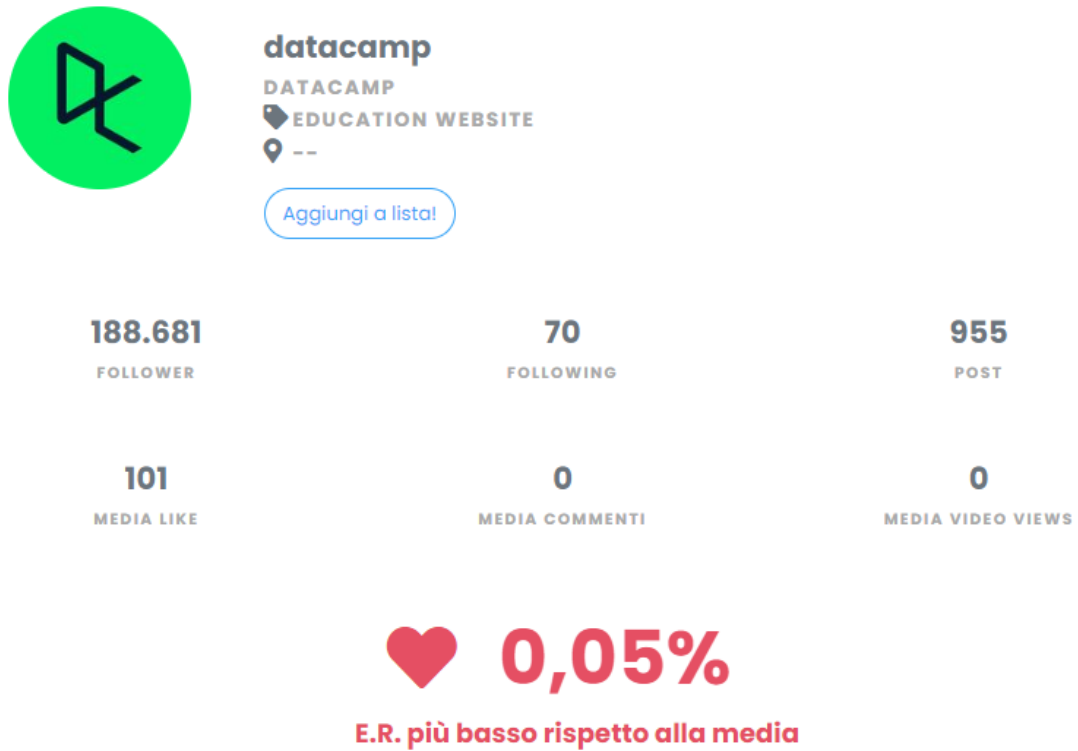 datacamp
DATACAMP
EDUCATION WEBSITE
--
Aggiungi a lista!
188.681 70 955
FOLLOWER FOLLOWING POST
101 0 0
MEDIA LIKE MEDIA COMMENTI MEDIA VIDEO VIEWS
0,05%
E.R. più basso rispetto alla media